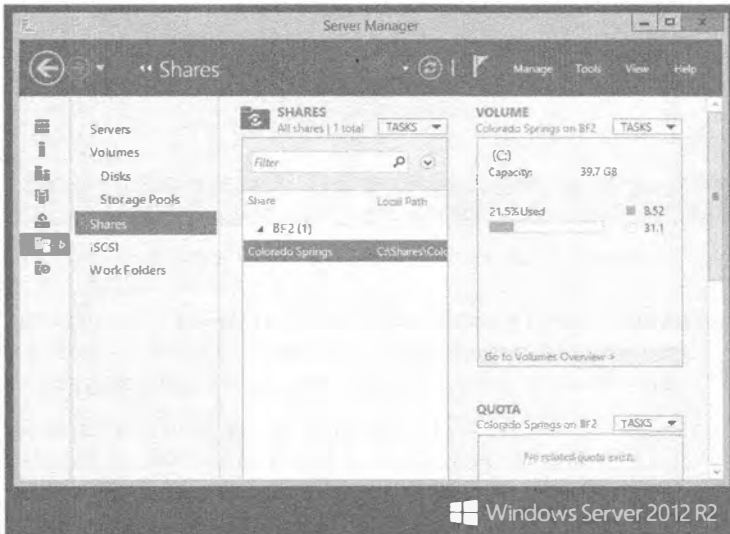 Server Manager
Shares
Manage Tools View Help
Servers
Volumes
Disks
Storage Pools
Shares
iSCSI
Work Folders
SHARES
All shares | 1 total
TASKS
Filter
Share Local Path
BF2 (1)
Colorado Springs C:\Shares\Colo
VOLUME
Colorado Springs on BF2
TASKS
(C:)
Capacity: 39.7 GB
21.5% Used
8.52
31.1
Go to Volumes Overview >
QUOTA
Colorado Springs on BF2
TASKS
No related quota exists.
Windows Server 2012 R2